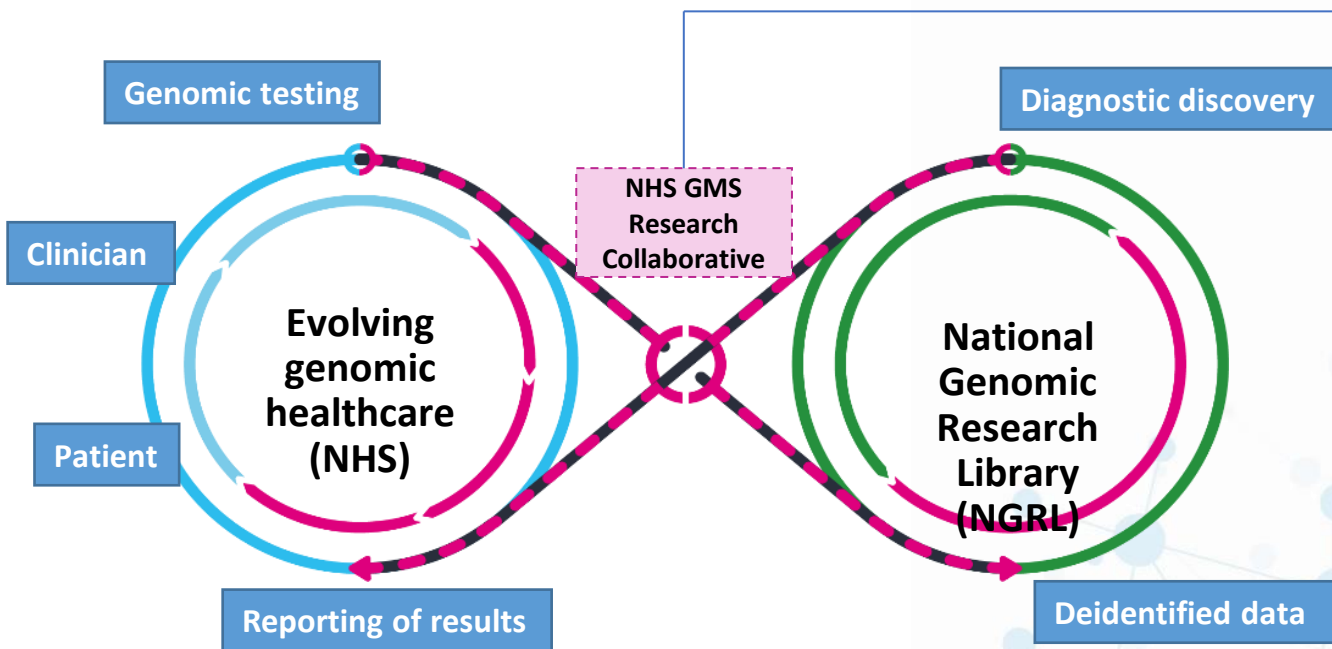 Genomic testing
Diagnostic discovery
NHS GMS
Research
Collaborative
Clinician
Evolving
genomic
healthcare
(NHS)
National
Genomic
Research
Library
(NGRL)
Patient
Reporting of results
Deidentified data